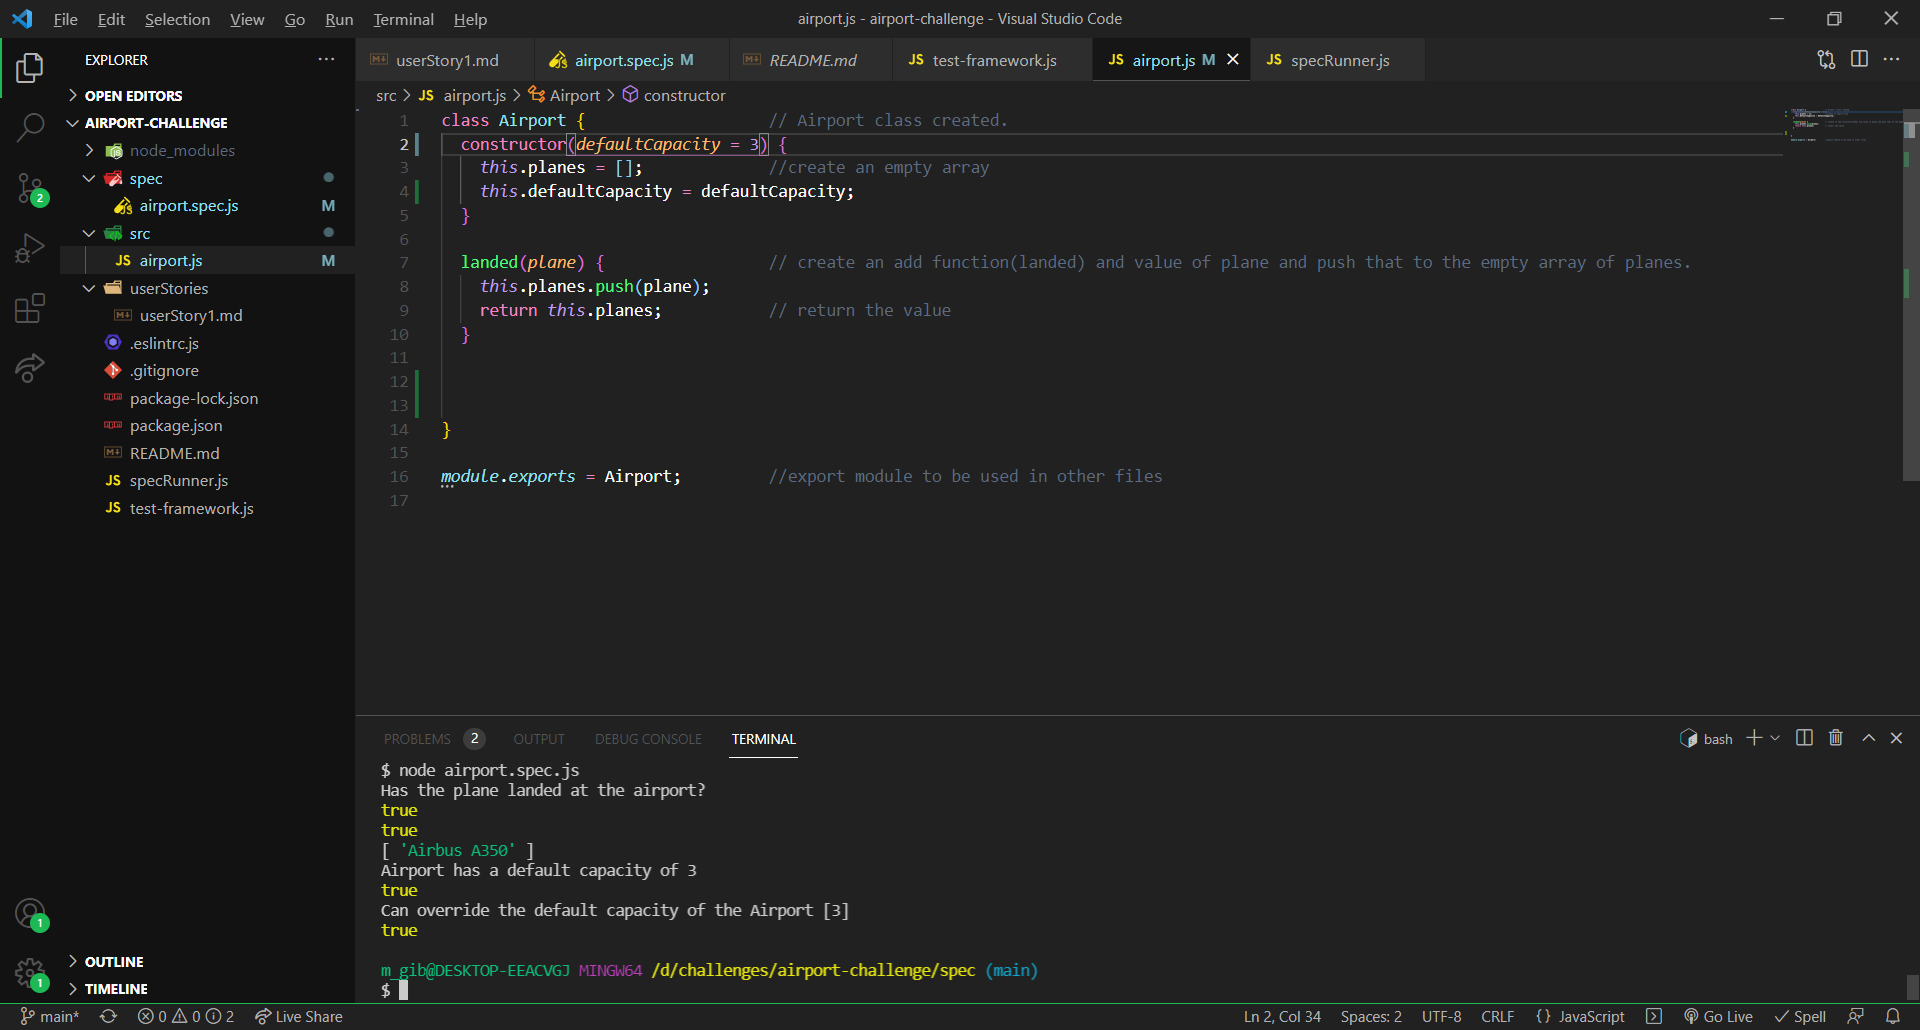 File Edit Selection View Go Run Terminal Help
airport.js - airport-challenge - Visual Studio Code
EXPLORER
OPEN EDITORS
AIRPORT-CHALLENGE
node_modules
spec
airport.spec.js M
src
airport.js M
userStories
userStory1.md
.eslintrc.js
.gitignore
package-lock.json
package.json
README.md
JS specRunner.js
JS test-framework.js
OUTLINE
TIMELINE
2
1
1
userStory1.md
airport.spec.js M
README.md
JS test-framework.js
JS airport.js M
JS specRunner.js
src > JS airport.js > Airport > constructor
1 class Airport { // Airport class created.
2 constructor(defaultCapacity = 3) {
3 this.planes = []; //create an empty array
4 this.defaultCapacity = defaultCapacity;
5 }
6
7 landed(plane) { // create an add function(landed) and value of plane and push that to the empty array of planes.
8 this.planes.push(plane);
9 return this.planes; // return the value
10 }
11
12
13
14 }
15
16 module.exports = Airport; //export module to be used in other files
17
PROBLEMS 2 OUTPUT DEBUG CONSOLE TERMINAL
bash
$ node airport.spec.js
Has the plane landed at the airport?
true
true
[ 'Airbus A350' ]
Airport has a default capacity of 3
true
Can override the default capacity of the Airport [3]
true
m_gib@DESKTOP-EEACVGJ MINGW64 /d/challenges/airport-challenge/spec (main)
$
main* 0 0 2 Live Share
Ln 2, Col 34 Spaces: 2 UTF-8 CRLF {} JavaScript Go Live Spell